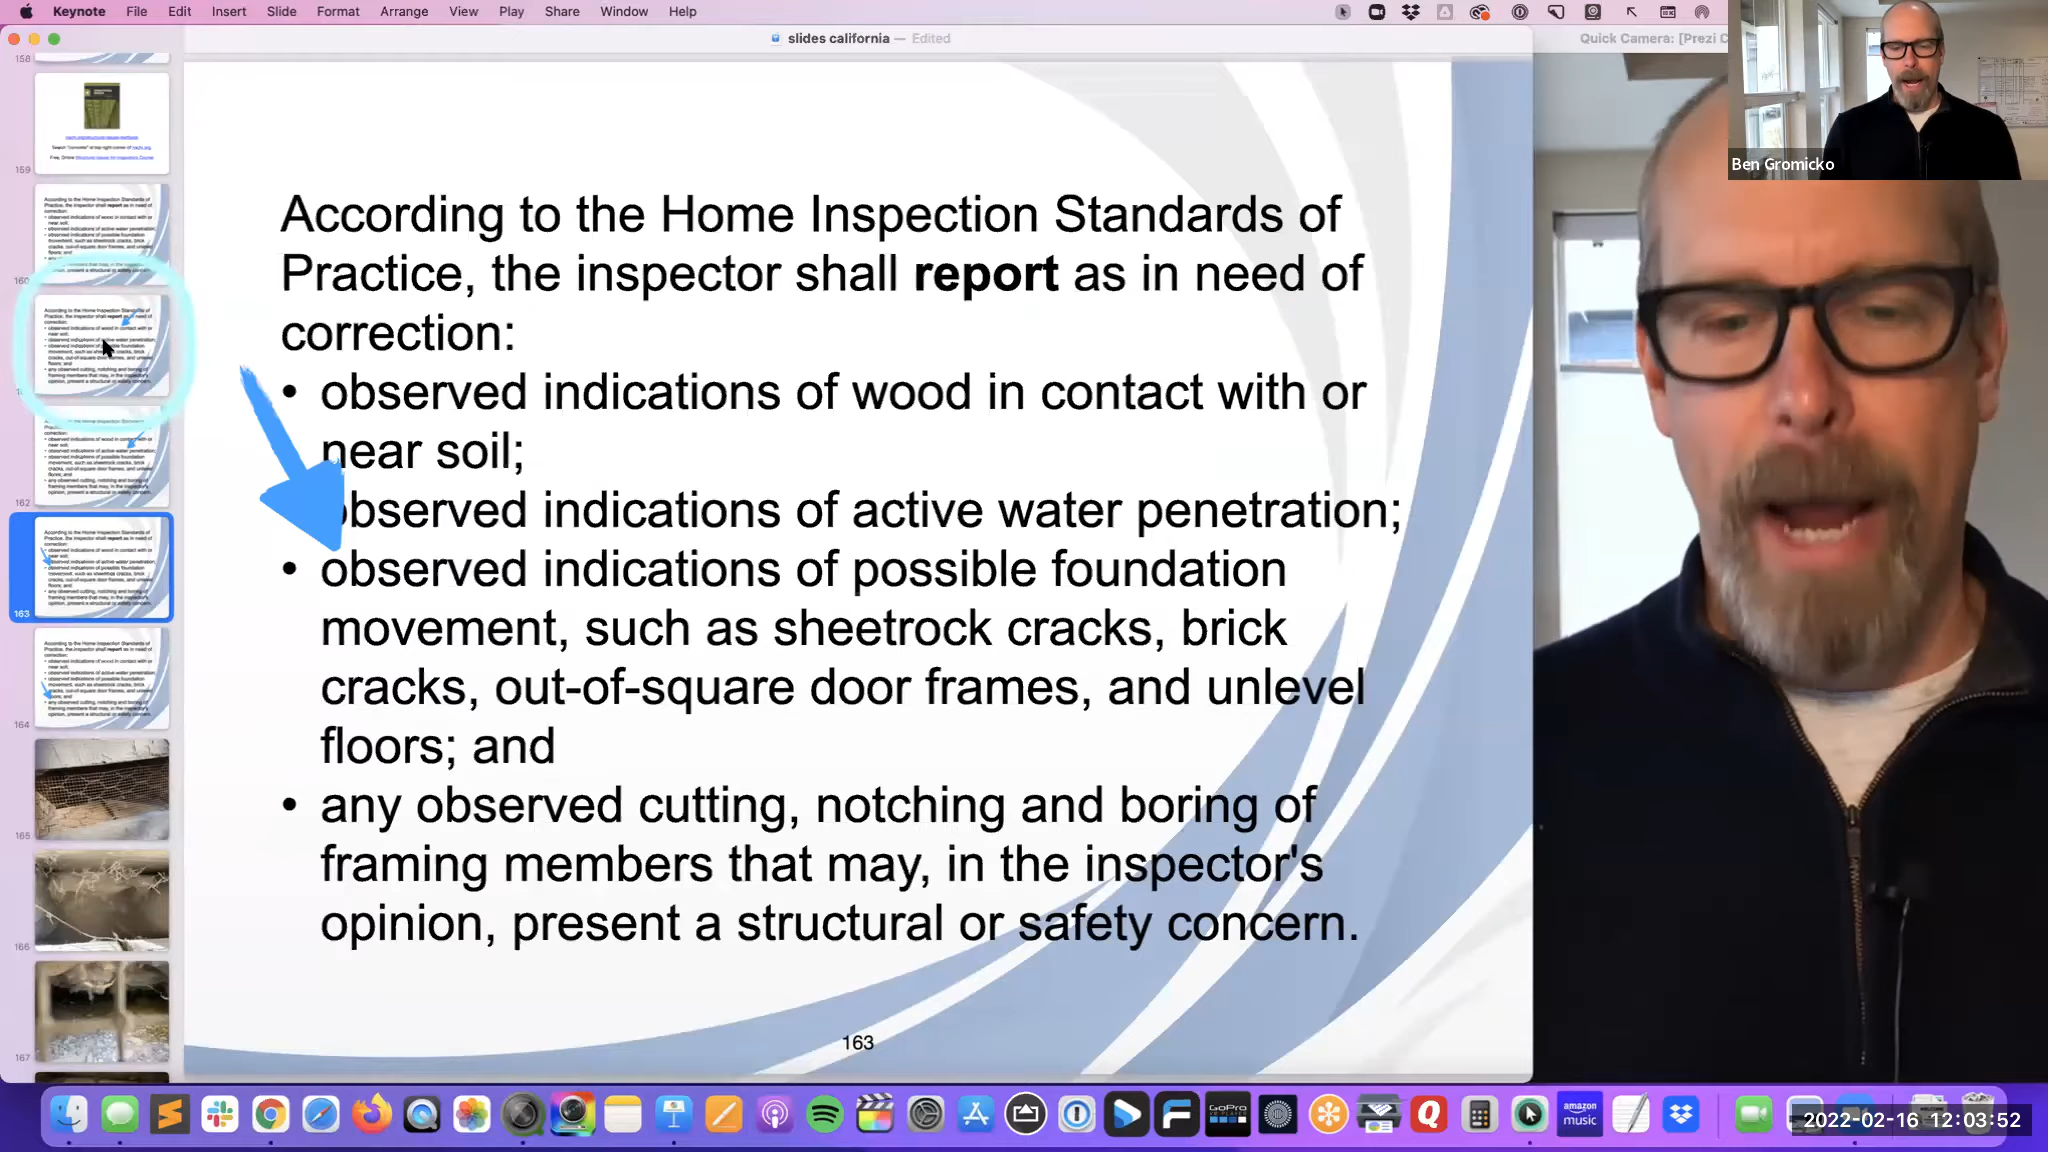 Keynote File Edit Insert Slide Format Arrange View Play Share Window Help
slides california — Edited
Quick Camera: [Prezi C
Ben Gromicko
158
159
160
162
163
164
165
166
167
According to the Home Inspection Standards of
Practice, the inspector shall report as in need of
correction:
• observed indications of wood in contact with or
near soil;
observed indications of active water penetration;
• observed indications of possible foundation
movement, such as sheetrock cracks, brick
cracks, out-of-square door frames, and unlevel
floors; and
• any observed cutting, notching and boring of
framing members that may, in the inspector's
opinion, present a structural or safety concern.
163
GoPro
amazon
music
2022-02-16 12:03:52